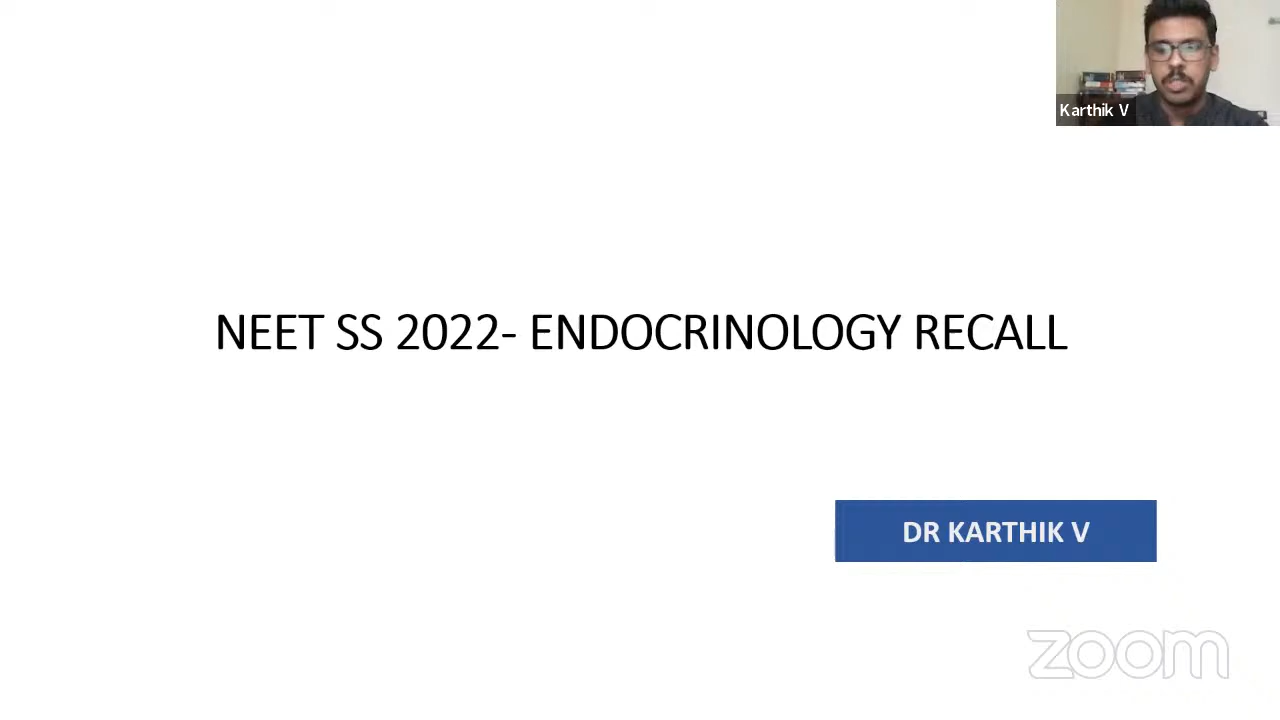 Karthik V
NEET SS 2022- ENDOCRINOLOGY RECALL
DR KARTHIK V
zoom